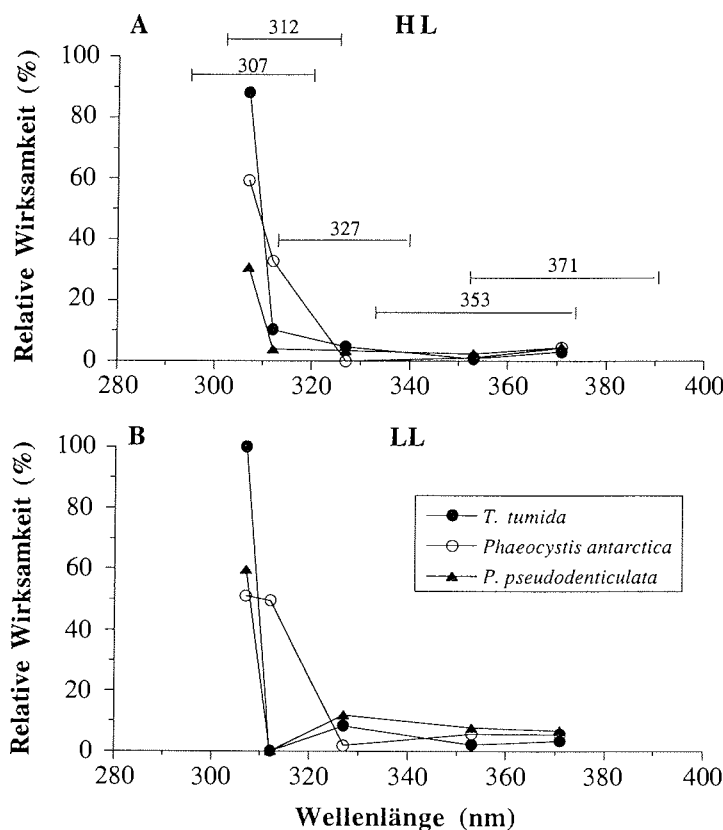 A
312
HL
307
327
371
353
100
80
60
40
20
0
Relative Wirksamkeit (%)
280 300 320 340 360 380 400
B
LL
100
80
60
40
20
0
Relative Wirksamkeit (%)
T. tumida
Phaeocystis antarctica
P. pseudodenticulata
280 300 320 340 360 380 400
Wellenlänge (nm)